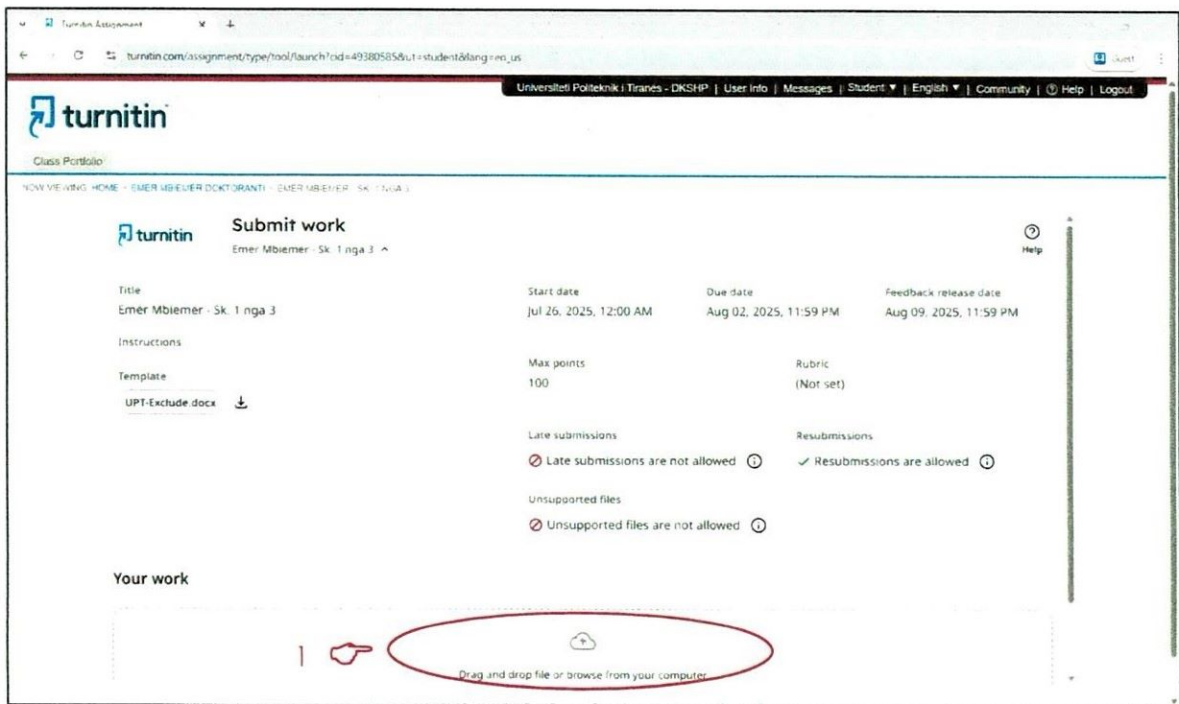 Turnitin Assignment
turnitin.com/assignment/type/tool/launch?cid=49380585&ut=student&lang=en_us
Guest
Universiteti Politeknik i Tiranës - DKSHP | User Info | Messages | Student ▼ | English ▼ | Community | Help | Logout
turnitin
Class Portfolio
NOW VIEWING: HOME > EMER MBIEMER DOKTORANTI > EMER MBIEMER - SK. 1 NGA 3
turnitin
Submit work
Emer Mbiemer - Sk. 1 nga 3
Help
Title
Emer Mbiemer - Sk. 1 nga 3
Instructions
Template
UPT-Exclude.docx
Start date
Jul 26, 2025, 12:00 AM
Due date
Aug 02, 2025, 11:59 PM
Feedback release date
Aug 09, 2025, 11:59 PM
Max points
100
Rubric
(Not set)
Late submissions
Late submissions are not allowed
Resubmissions
Resubmissions are allowed
Unsupported files
Unsupported files are not allowed
Your work
1
Drag and drop file or browse from your computer